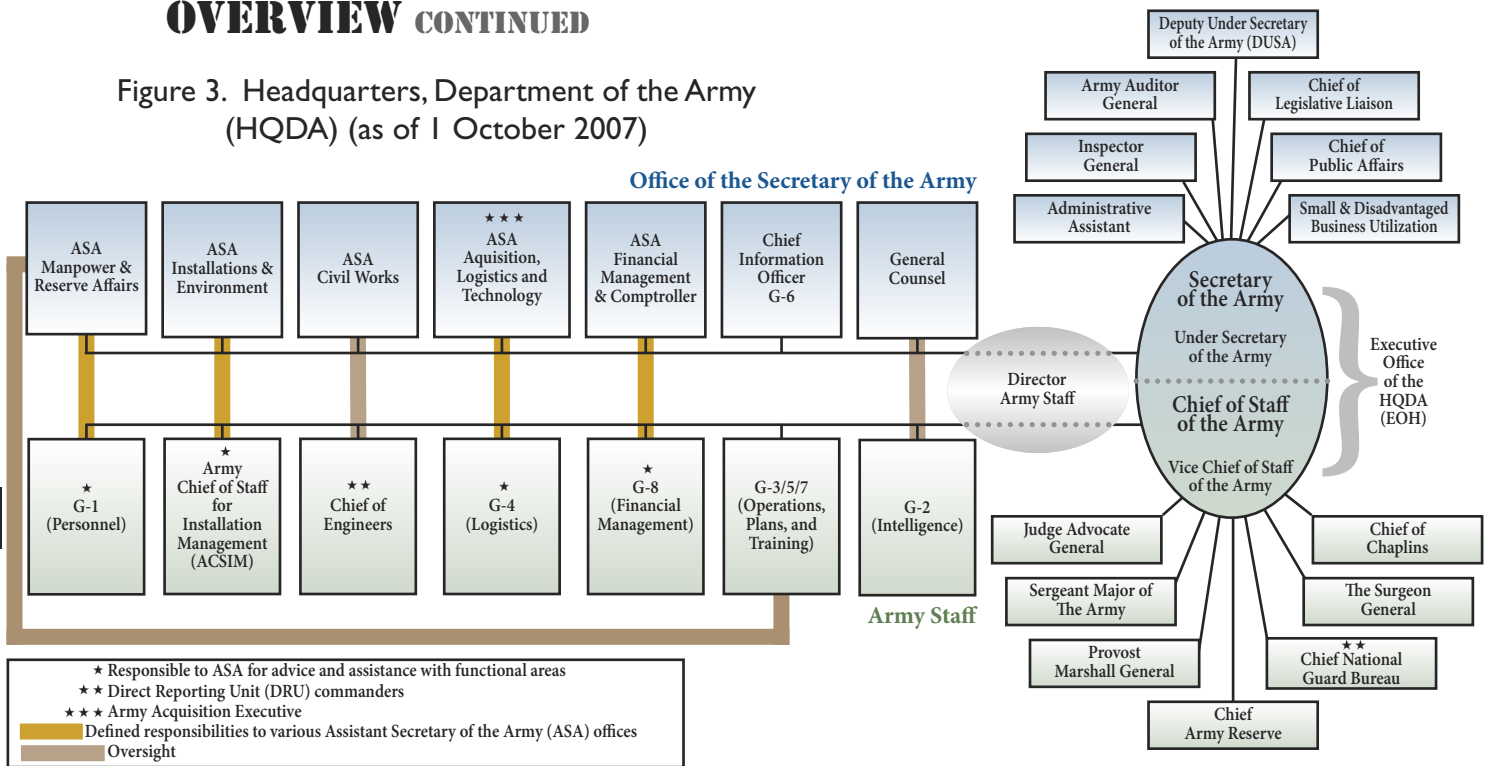 OVERVIEW CONTINUED
Figure 3. Headquarters, Department of the Army
(HQDA) (as of 1 October 2007)
Office of the Secretary of the Army
ASA
Manpower &
Reserve Affairs
ASA
Installations &
Environment
ASA
Civil Works
★ ★ ★
ASA
Aquisition,
Logistics and
Technology
ASA
Financial
Management
& Comptroller
Chief
Information
Officer
G-6
General
Counsel
Director
Army Staff
★
G-1
(Personnel)
★
Army
Chief of Staff
for
Installation
Management
(ACSIM)
★ ★
Chief of
Engineers
★
G-4
(Logistics)
★
G-8
(Financial
Management)
G-3/5/7
(Operations,
Plans, and
Training)
G-2
(Intelligence)
Army Staff
★ Responsible to ASA for advice and assistance with functional areas
★ ★ Direct Reporting Unit (DRU) commanders
★ ★ ★ Army Acquisition Executive
Defined responsibilities to various Assistant Secretary of the Army (ASA) offices
Oversight
Deputy Under Secretary
of the Army (DUSA)
Army Auditor
General
Chief of
Legislative Liaison
Inspector
General
Chief of
Public Affairs
Administrative
Assistant
Small & Disadvantaged
Business Utilization
Secretary
of the Army
Under Secretary
of the Army
Chief of Staff
of the Army
Vice Chief of Staff
of the Army
Executive
Office
of the
HQDA
(EOH)
Judge Advocate
General
Chief of
Chaplins
Sergeant Major of
The Army
The Surgeon
General
Provost
Marshall General
★ ★
Chief National
Guard Bureau
Chief
Army Reserve